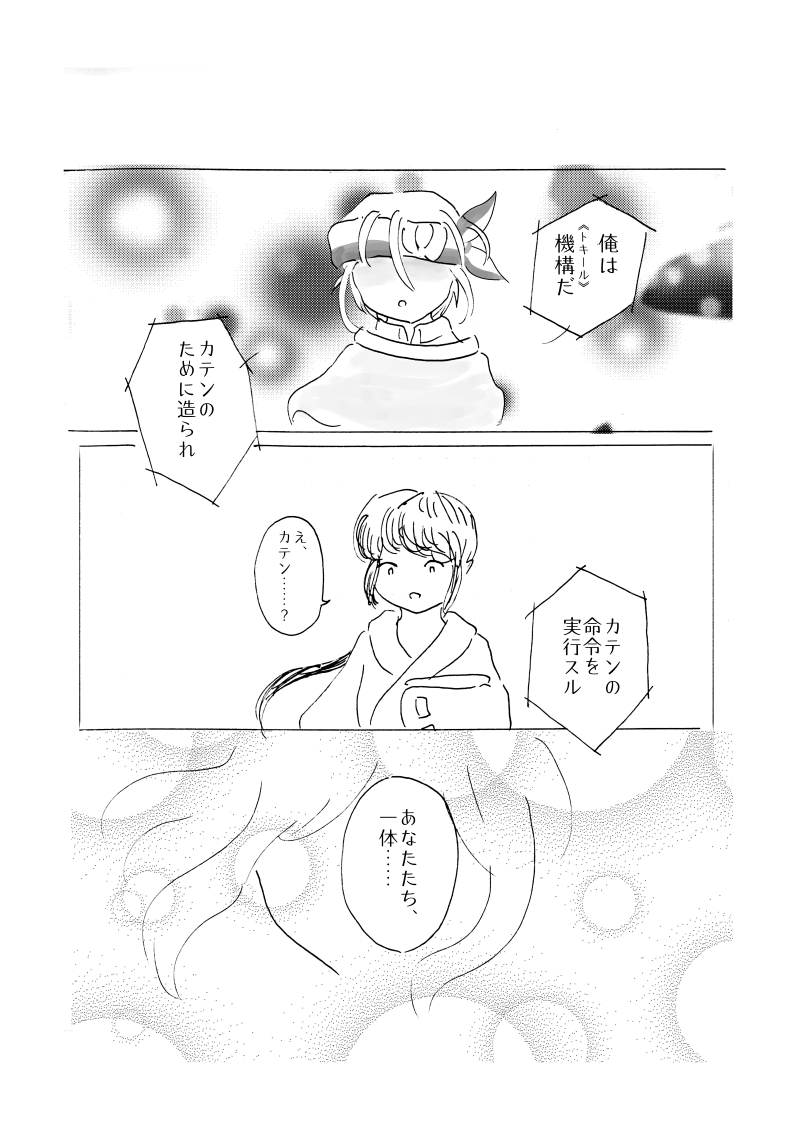 俺は
《トキール》
機構だ
カテンの
ために造られ
カテンの
命令を
実行スル
え、
カテン……？
あなたたち、
一体……